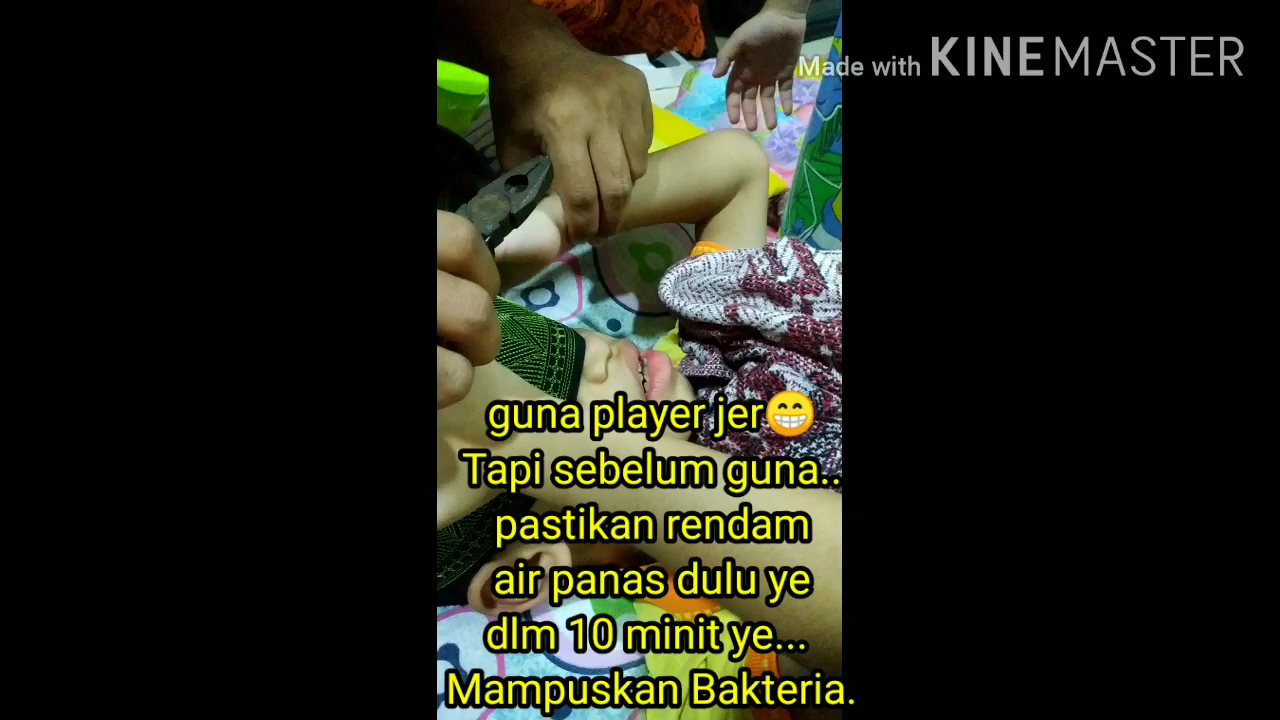 Made with KINEMASTER
guna player jer😁
Tapi sebelum guna..
pastikan rendam
air panas dulu ye
dlm 10 minit ye...
Mampuskan Bakteria.